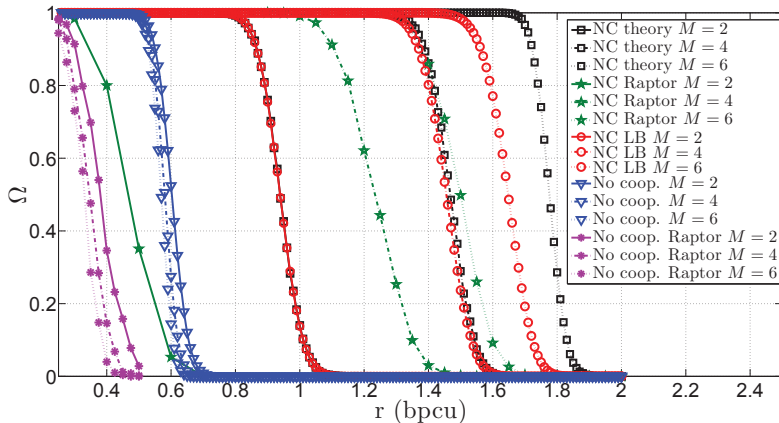 1
0.8
0.6
0.4
0.2
0
Ω
0.4
0.6
0.8
1
1.2
1.4
1.6
1.8
2
2.2
2.4
r (bpcu)
NC theory M = 2
NC theory M = 4
NC theory M = 6
NC Raptor M = 2
NC Raptor M = 4
NC Raptor M = 6
NC LB M = 2
NC LB M = 4
NC LB M = 6
No coop. M = 2
No coop. M = 4
No coop. M = 6
No coop. Raptor M = 2
No coop. Raptor M = 4
No coop. Raptor M = 6